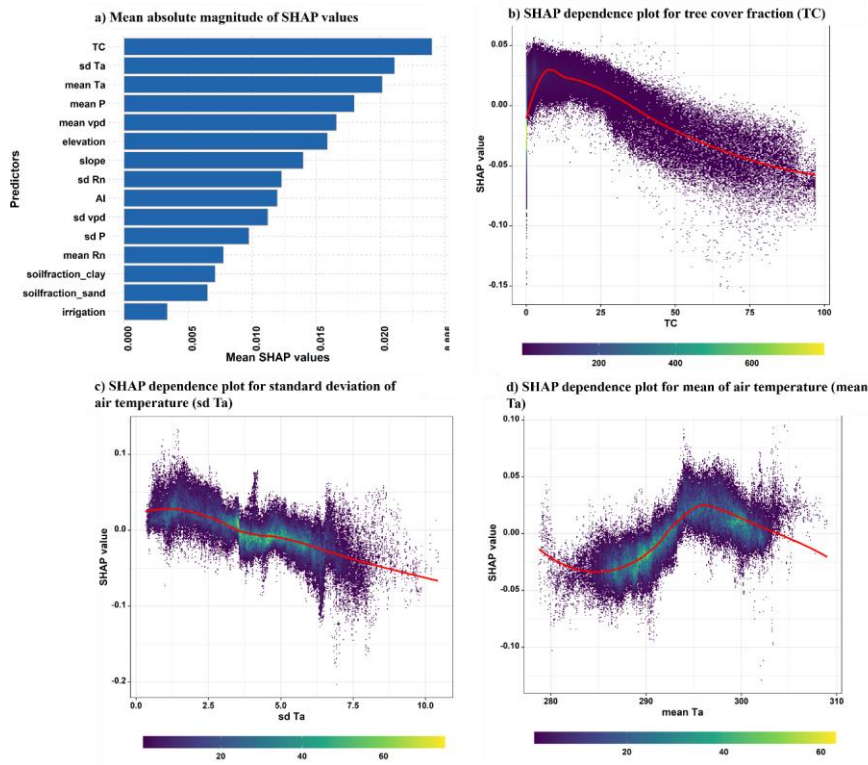 a) Mean absolute magnitude of SHAP values
TC
sd Ta
mean Ta
mean P
mean vpd
elevation
slope
sd Rn
AI
sd vpd
sd P
mean Rn
soilfraction_clay
soilfraction_sand
irrigation
Predictors
0.000
0.005
0.010
0.015
0.020
Mean SHAP values
b) SHAP dependence plot for tree cover fraction (TC)
0.05
0.00
-0.05
-0.10
-0.15
SHAP value
0
25
50
75
100
TC
200
400
600
c) SHAP dependence plot for standard deviation of
air temperature (sd Ta)
0.1
0.0
-0.1
-0.2
SHAP value
0.0
2.5
5.0
7.5
10.0
sd Ta
20
40
60
d) SHAP dependence plot for mean of air temperature (mean
Ta)
0.10
0.05
0.00
-0.05
-0.10
SHAP value
280
290
300
310
mean Ta
20
40
60